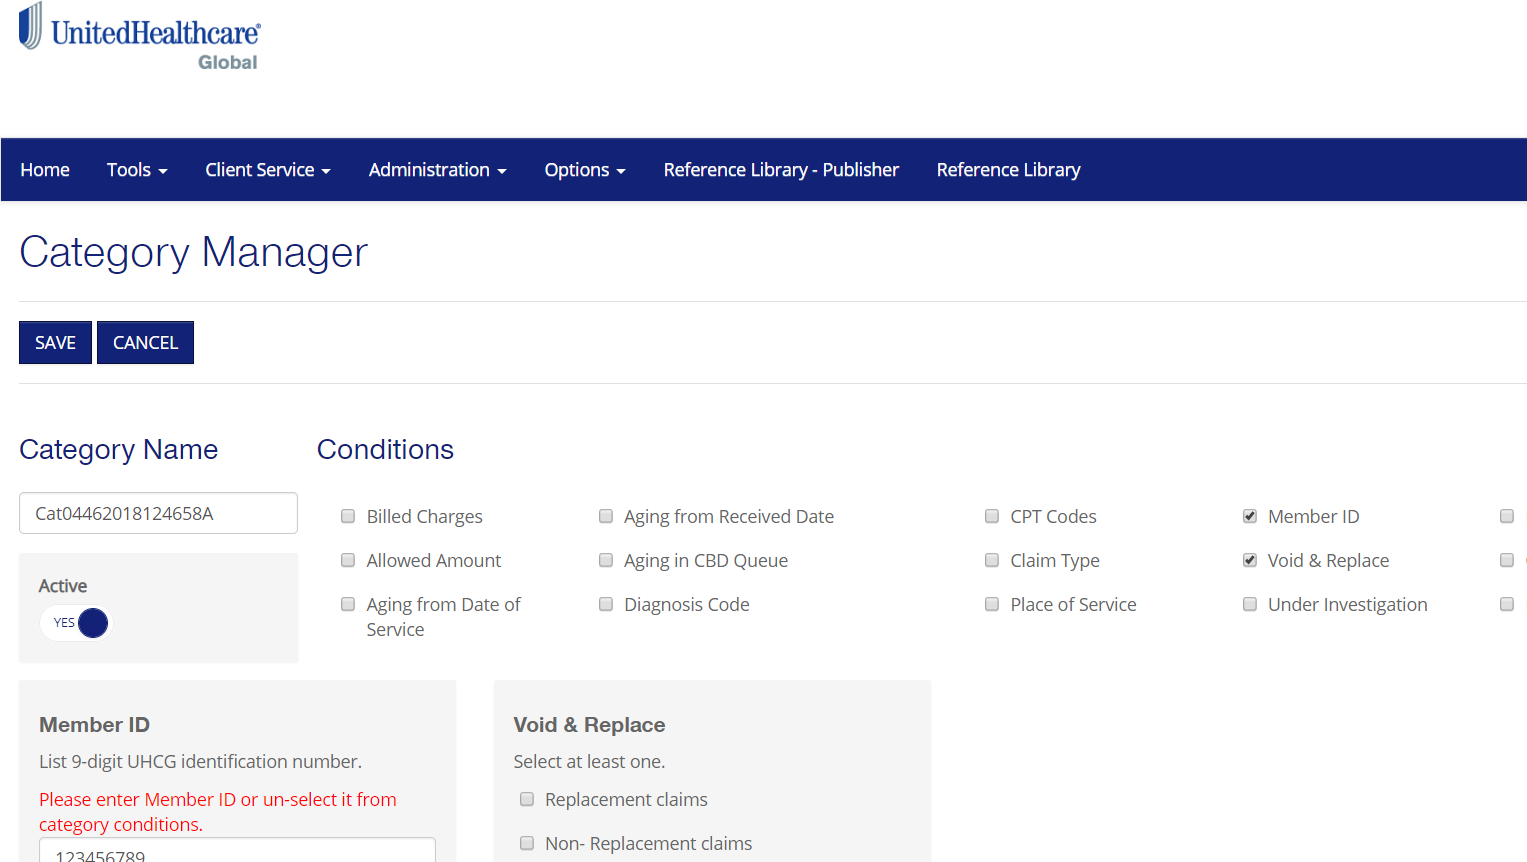 UnitedHealthcare®
Global
Home Tools Client Service Administration Options Reference Library - Publisher Reference Library
Category Manager
SAVE CANCEL
Category Name Conditions
Cat04462018124658A
Billed Charges Aging from Received Date CPT Codes Member ID
Allowed Amount Aging in CBD Queue Claim Type Void & Replace
Aging from Date of Service Diagnosis Code Place of Service Under Investigation
Active
YES
Member ID
List 9-digit UHCG identification number.
Please enter Member ID or un-select it from
category conditions.
123456789
Void & Replace
Select at least one.
Replacement claims
Non- Replacement claims